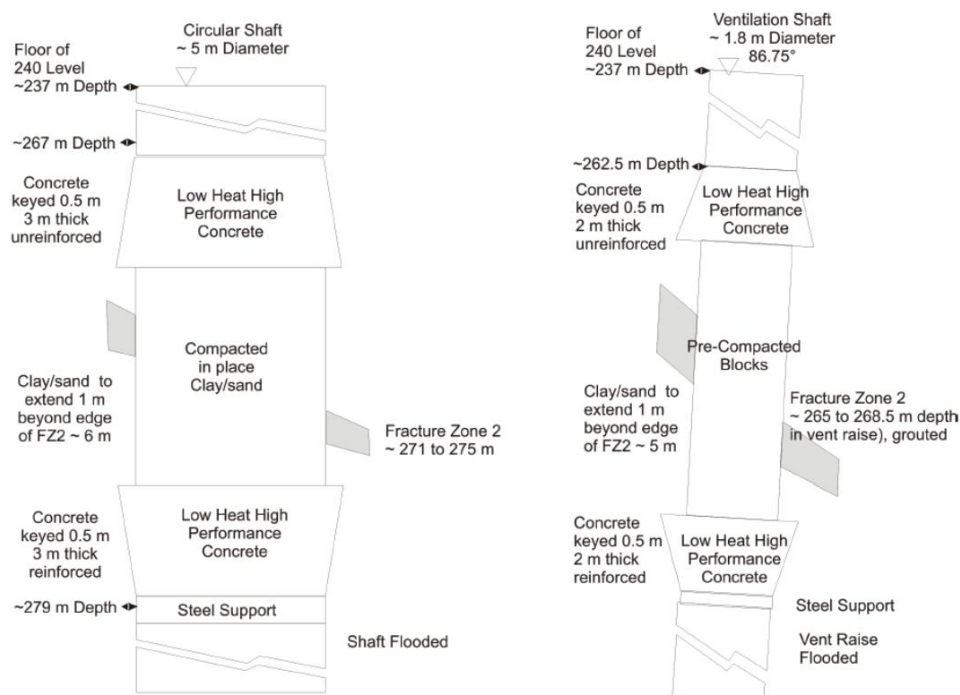 Circular Shaft
~ 5 m Diameter
Floor of
240 Level
~237 m Depth
~267 m Depth
Concrete
keyed 0.5 m
3 m thick
unreinforced
Low Heat High
Performance
Concrete
Compacted
in place
Clay/sand
Clay/sand to
extend 1 m
beyond edge
of FZ2 ~ 6 m
Fracture Zone 2
~ 271 to 275 m
Concrete
keyed 0.5 m
3 m thick
reinforced
Low Heat High
Performance
Concrete
~279 m Depth
Steel Support
Shaft Flooded
Ventilation Shaft
~ 1.8 m Diameter
86.75°
Floor of
240 Level
~237 m Depth
~262.5 m Depth
Concrete
keyed 0.5 m
2 m thick
unreinforced
Low Heat High
Performance
Concrete
Pre-Compacted
Blocks
Clay/sand to
extend 1 m
beyond edge
of FZ2 ~ 5 m
Fracture Zone 2
~ 265 to 268.5 m depth
in vent raise), grouted
Concrete
keyed 0.5 m
2 m thick
reinforced
Low Heat High
Performance
Concrete
Steel Support
Vent Raise
Flooded